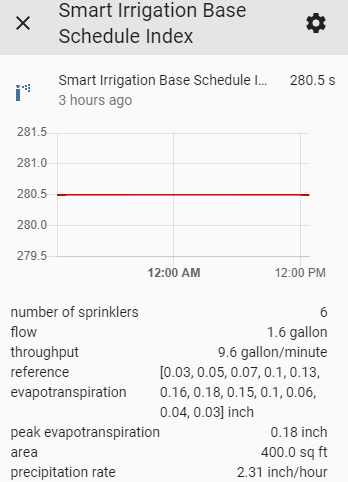 Smart Irrigation Base
Schedule Index
Smart Irrigation Base Schedule I... 280.5 s
3 hours ago
281.5
281.0
280.5
280.0
279.5
12:00 AM 12:00 PM
number of sprinklers 6
flow 1.6 gallon
throughput 9.6 gallon/minute
reference [0.03, 0.05, 0.07, 0.1, 0.13,
evapotranspiration 0.16, 0.18, 0.15, 0.1, 0.06,
0.04, 0.03] inch
peak evapotranspiration 0.18 inch
area 400.0 sq ft
precipitation rate 2.31 inch/hour